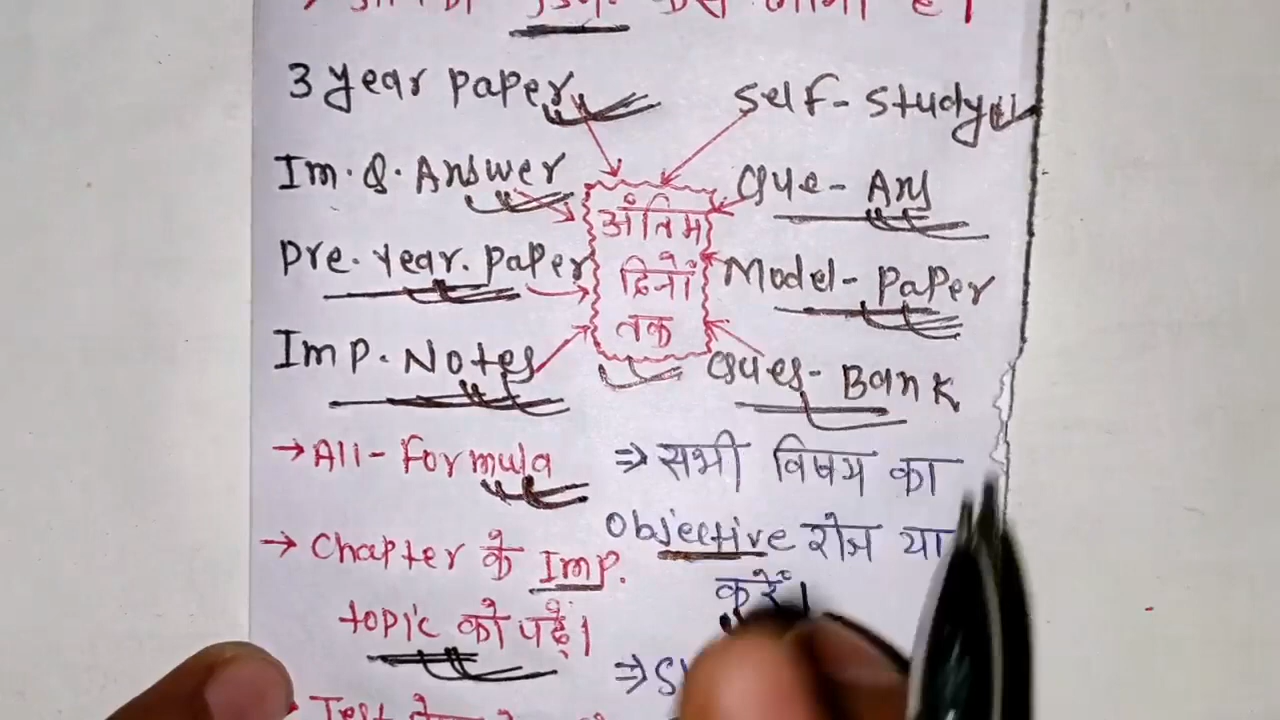 3 Year Paper
Self-Study
Im. Q. Answer
Que-Ans
Pre. Year. Paper
Model-Paper
Imp. Notes
Ques-Bank
अंतिम
दिनों
तक
→ All-Formula
→ Chapter के Imp.
topic को पढ़ें।
→ Test
⇒ सभी विषय का
Objective रोज या
करें।
⇒ S